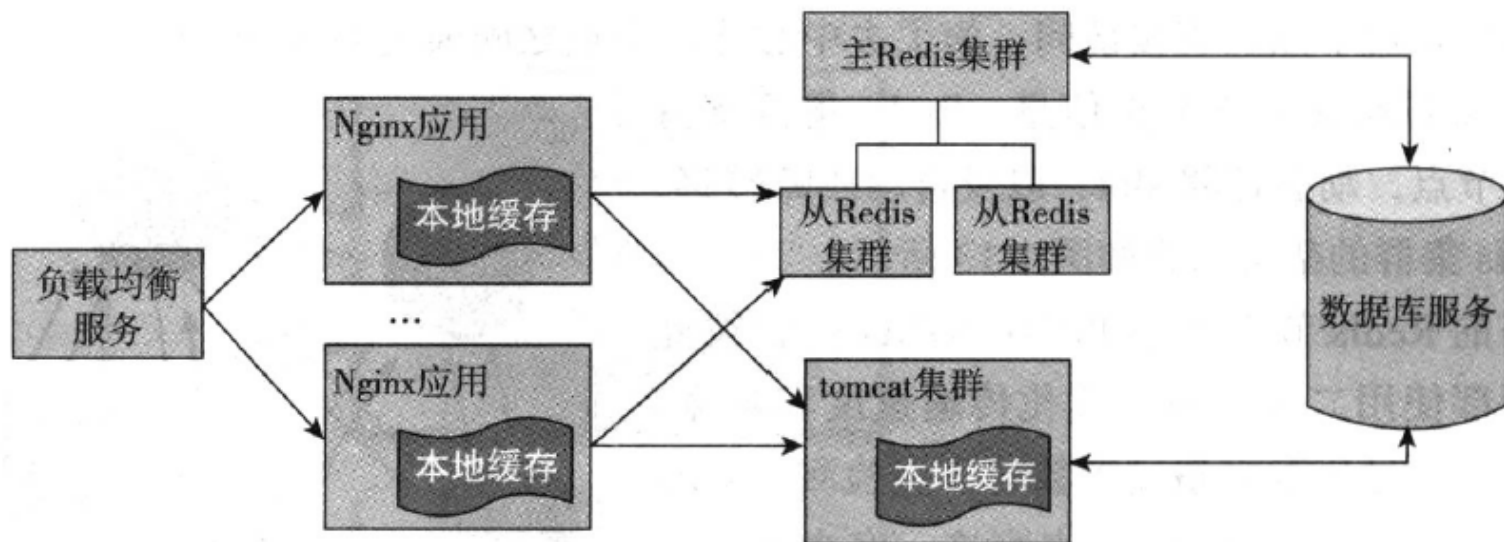 主Redis集群
Nginx应用
本地缓存
从Redis
集群
从Redis
集群
负载均衡
服务
...
数据库服务
Nginx应用
本地缓存
tomcat集群
本地缓存